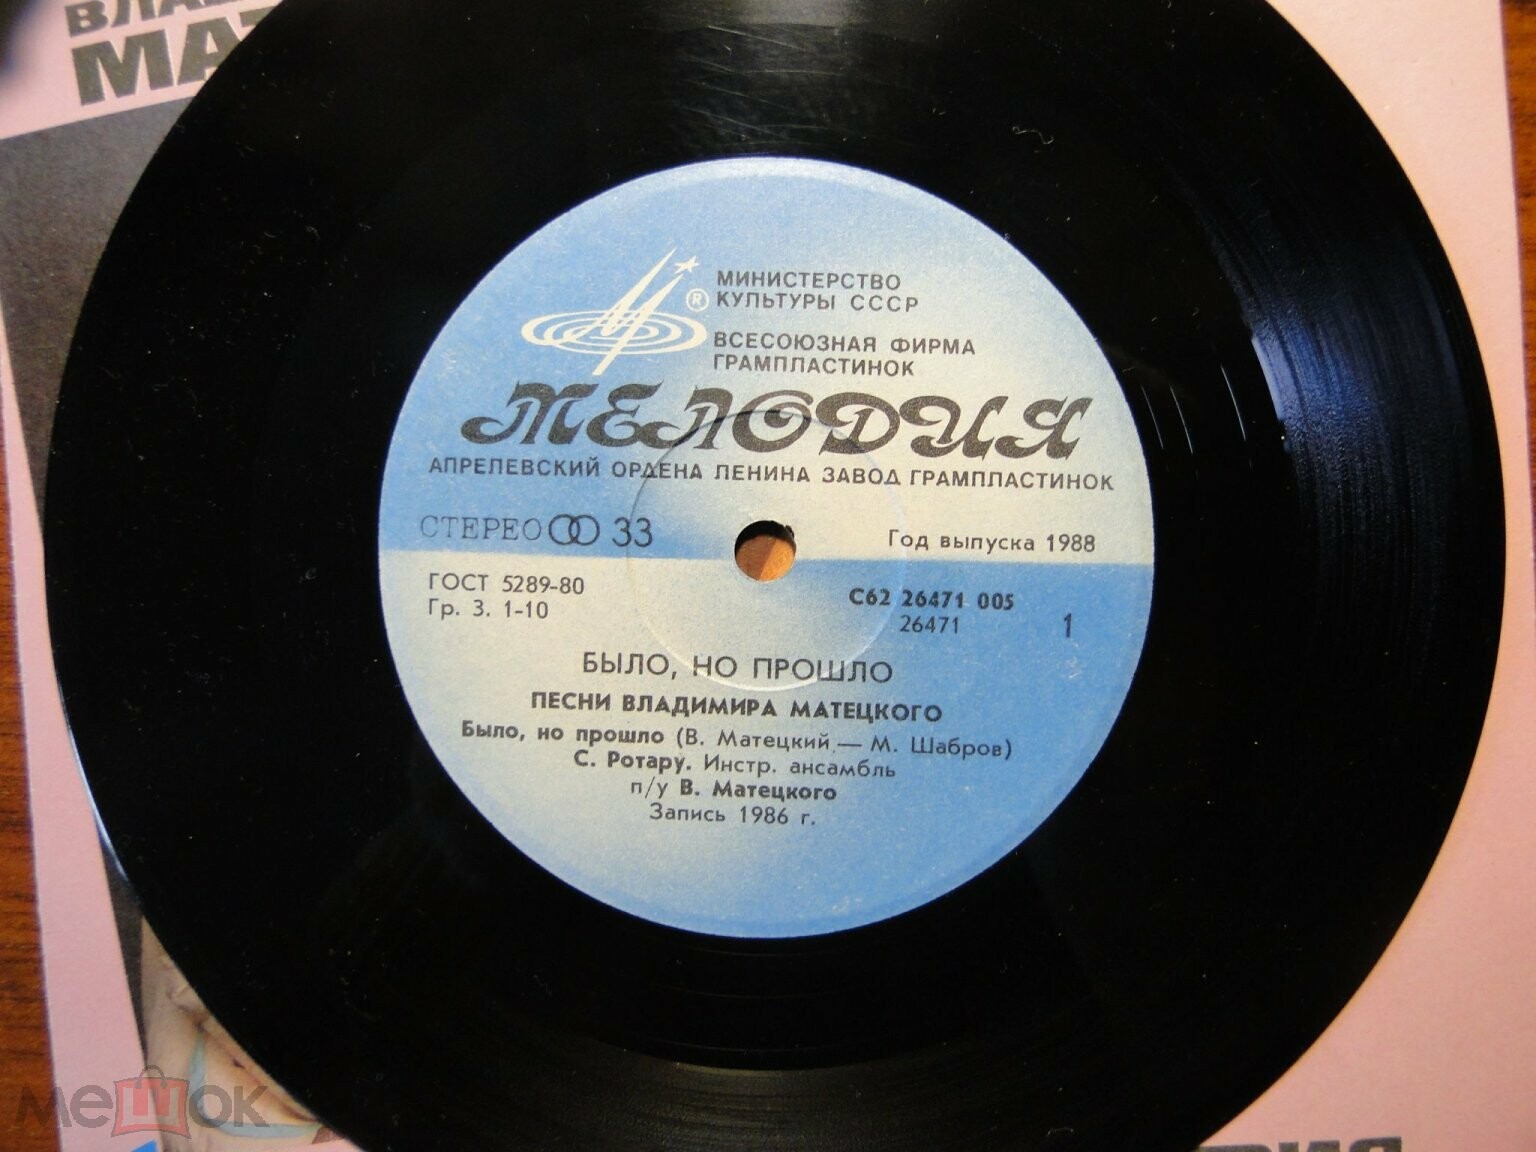 МИНИСТЕРСТВО
КУЛЬТУРЫ СССР
®
ВСЕСОЮЗНАЯ ФИРМА
ГРАМПЛАСТИНОК
МЕЛОДИЯ
АПРЕЛЕВСКИЙ ОРДЕНА ЛЕНИНА ЗАВОД ГРАМПЛАСТИНОК
СТЕРЕО 33
Год выпуска 1988
ГОСТ 5289-80
Гр. 3. 1-10
С62 26471 005
26471
1
БЫЛО, НО ПРОШЛО
ПЕСНИ ВЛАДИМИРА МАТЕЦКОГО
Было, но прошло (В. Матецкий — М. Шабров)
С. Ротару. Инстр. ансамбль
п/у В. Матецкого
Запись 1986 г.
мешок